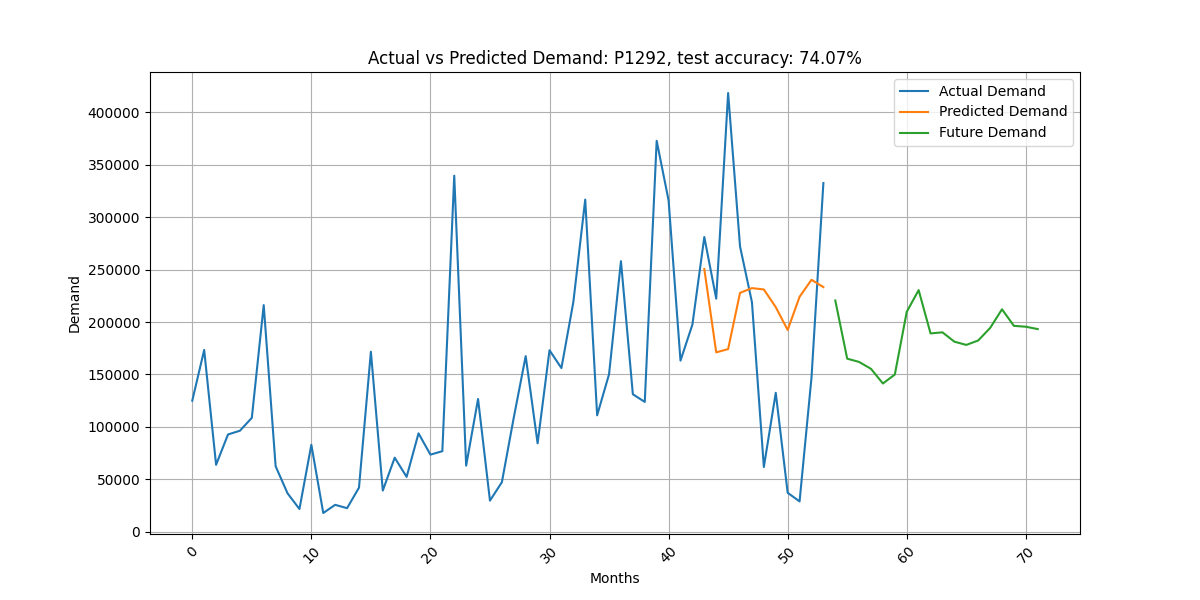 Actual vs Predicted Demand: P1292, test accuracy: 74.07%
Actual Demand
Predicted Demand
Future Demand
400000
350000
300000
250000
200000
150000
100000
50000
0
Demand
0 10 20 30 40 50 60 70
Months